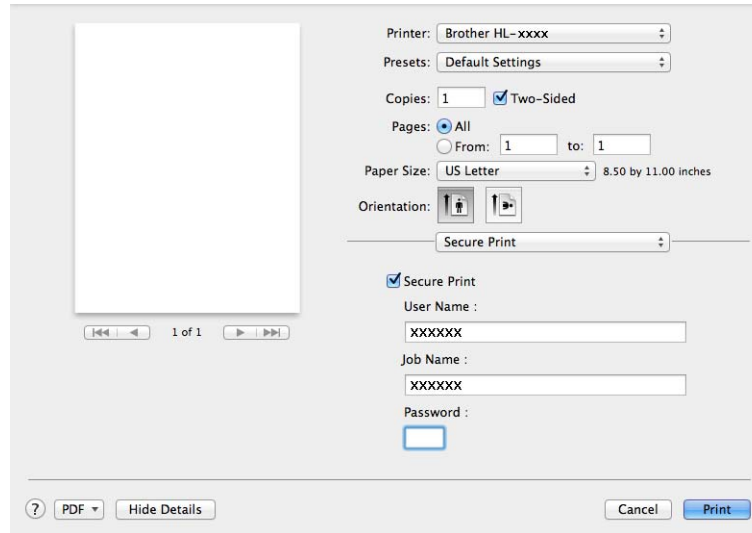 Printer: Brother HL-xxxx
Presets: Default Settings
Copies: 1 Two-Sided
Pages: All
From: 1 to: 1
Paper Size: US Letter 8.50 by 11.00 inches
Orientation:
Secure Print
Secure Print
User Name :
XXXXXX
Job Name :
XXXXXX
Password :
1 of 1
? PDF Hide Details Cancel Print